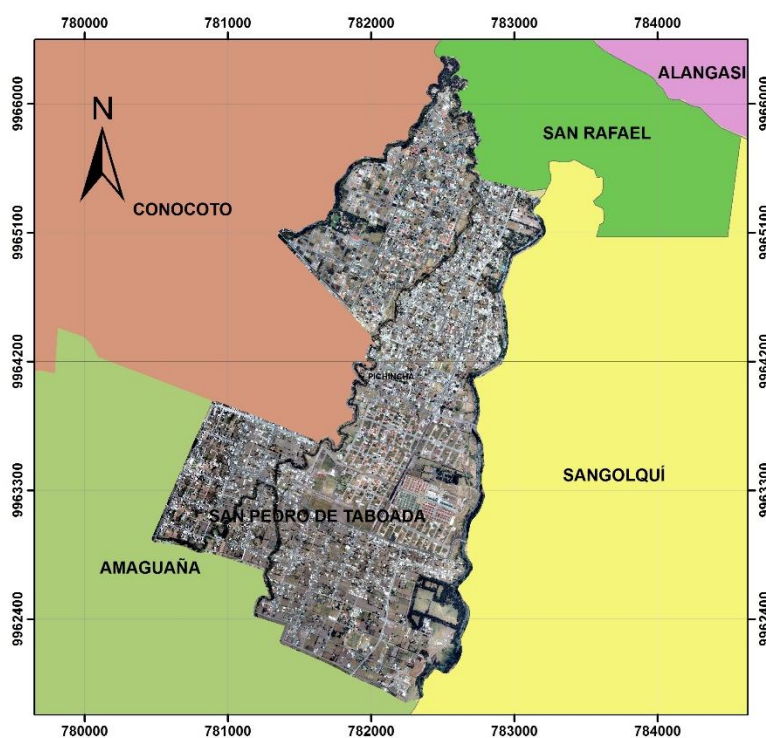 780000 781000 782000 783000 784000
ALANGASI
9966000 9966000
N
SAN RAFAEL
CONOCOTO
9965100 9965100
9964200 9964200
PICHINCHA
SANGOLQUÍ
9963300 9963300
SAN PEDRO DE TABOADA
AMAGUAÑA
9962400 9962400
780000 781000 782000 783000 784000